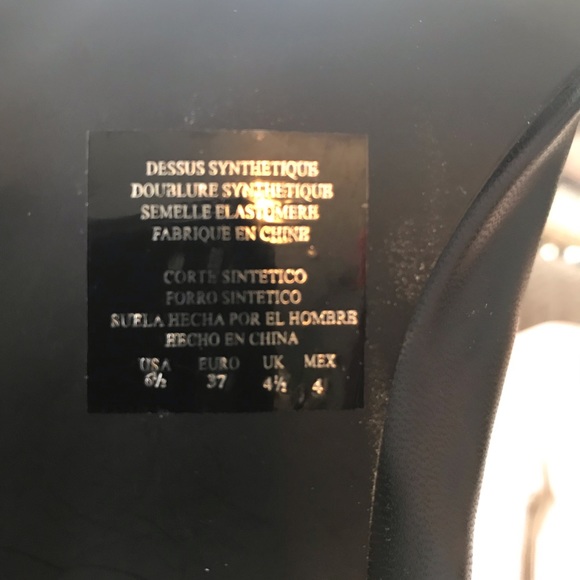 DESSUS SYNTHETIQUE
DOUBLURE SYNTHETIQUE
SEMELLE ELASTOMERE
FABRIQUE EN CHINE
CORTE SINTETICO
FORRO SINTETICO
SUELA HECHA POR EL HOMBRE
HECHO EN CHINA
USA EURO UK MEX
6½ 37 4½ 4